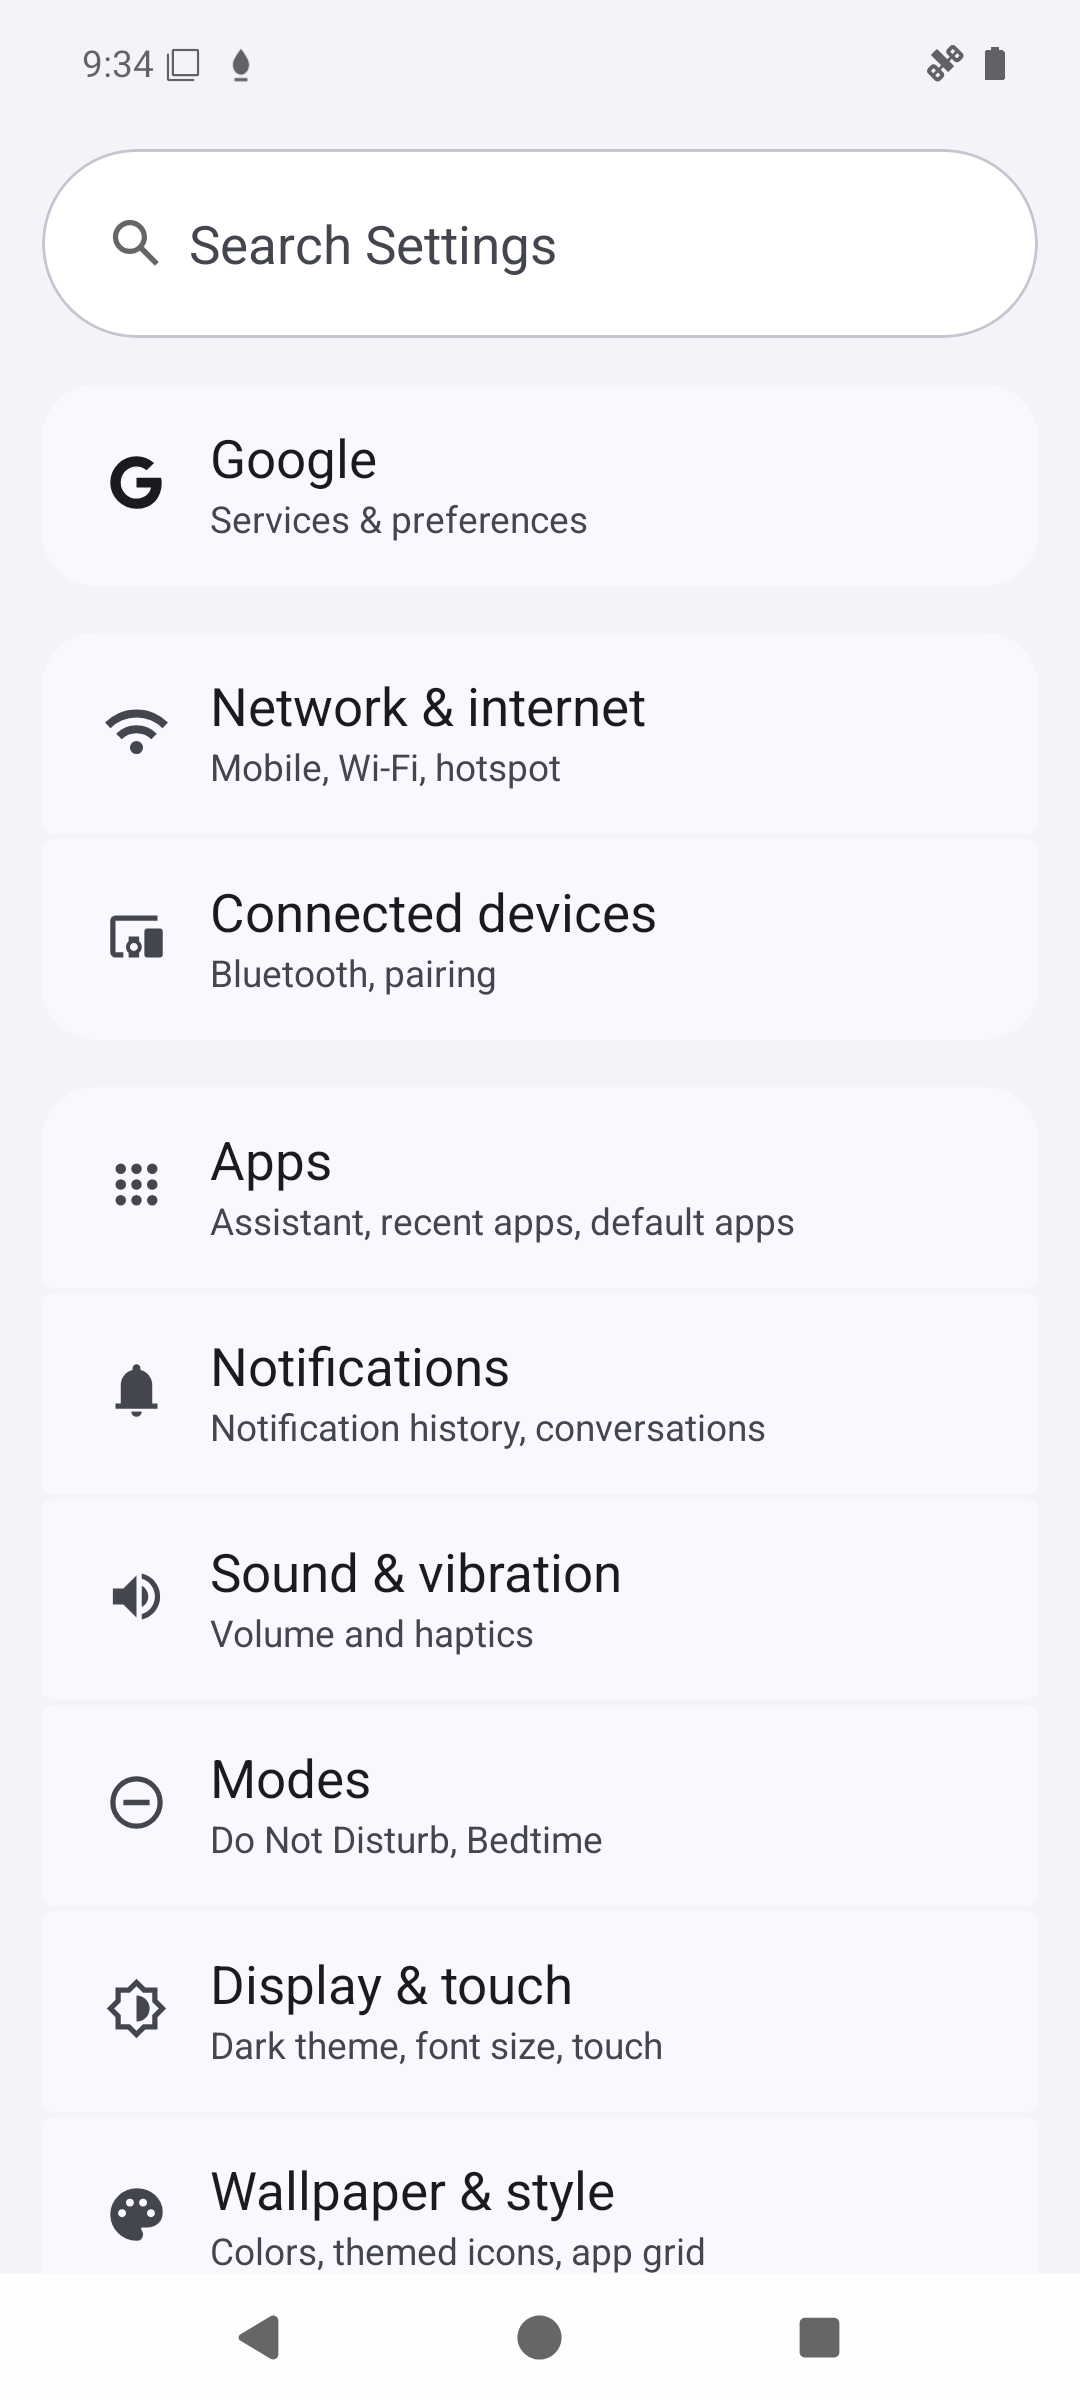 9:34
Search Settings
Google
Services & preferences
Network & internet
Mobile, Wi-Fi, hotspot
Connected devices
Bluetooth, pairing
Apps
Assistant, recent apps, default apps
Notifications
Notification history, conversations
Sound & vibration
Volume and haptics
Modes
Do Not Disturb, Bedtime
Display & touch
Dark theme, font size, touch
Wallpaper & style
Colors, themed icons, app grid